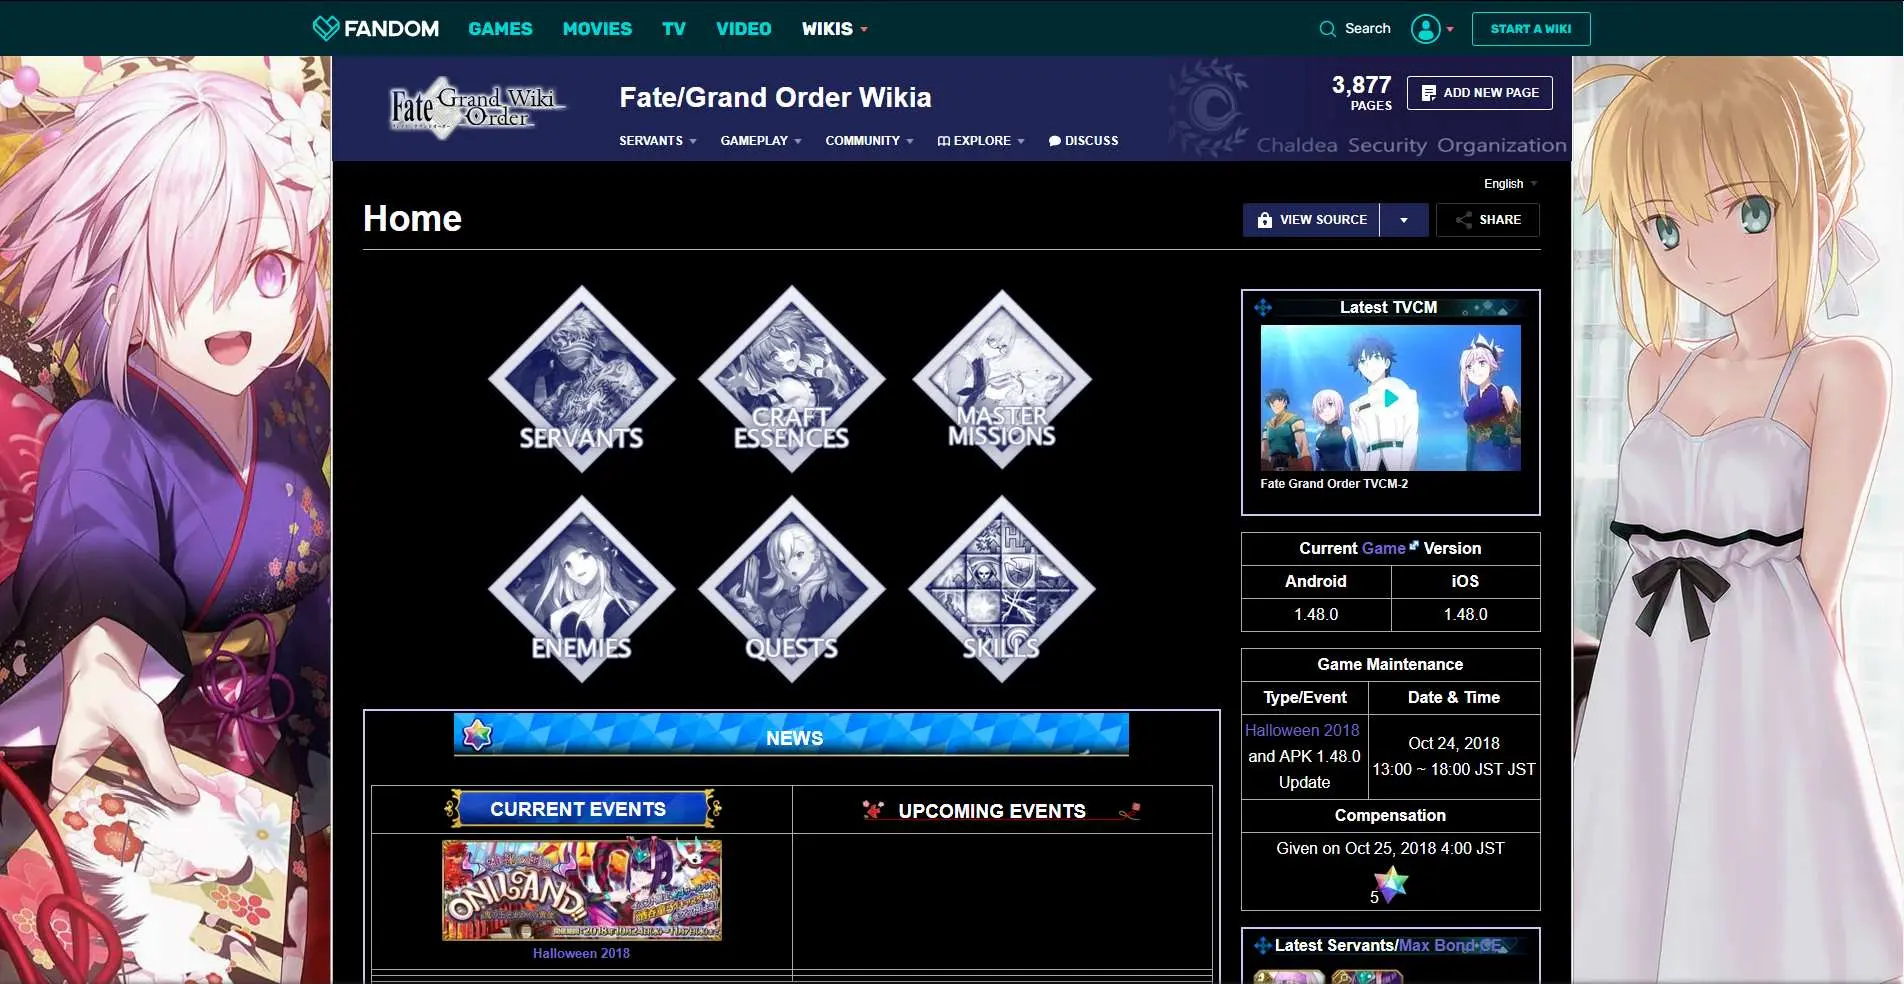 FANDOM GAMES MOVIES TV VIDEO WIKIS Search START A WIKI
Fate Grand Wiki
Order
Fate/Grand Order Wikia
3,877
PAGES
ADD NEW PAGE
SERVANTS GAMEPLAY COMMUNITY EXPLORE DISCUSS
Chaldea Security Organization
English
Home
VIEW SOURCE SHARE
SERVANTS
CRAFT
ESSENCES
MASTER
MISSIONS
ENEMIES
QUESTS
SKILLS
NEWS
CURRENT EVENTS
UPCOMING EVENTS
ONILAND!!
Halloween 2018
Latest TVCM
Fate Grand Order TVCM-2
Current Game Version
Android iOS
1.48.0 1.48.0
Game Maintenance
Type/Event Date & Time
Halloween 2018
and APK 1.48.0
Update
Oct 24, 2018
13:00 ~ 18:00 JST JST
Compensation
Given on Oct 25, 2018 4:00 JST
5
Latest Servants/Max Bond CE